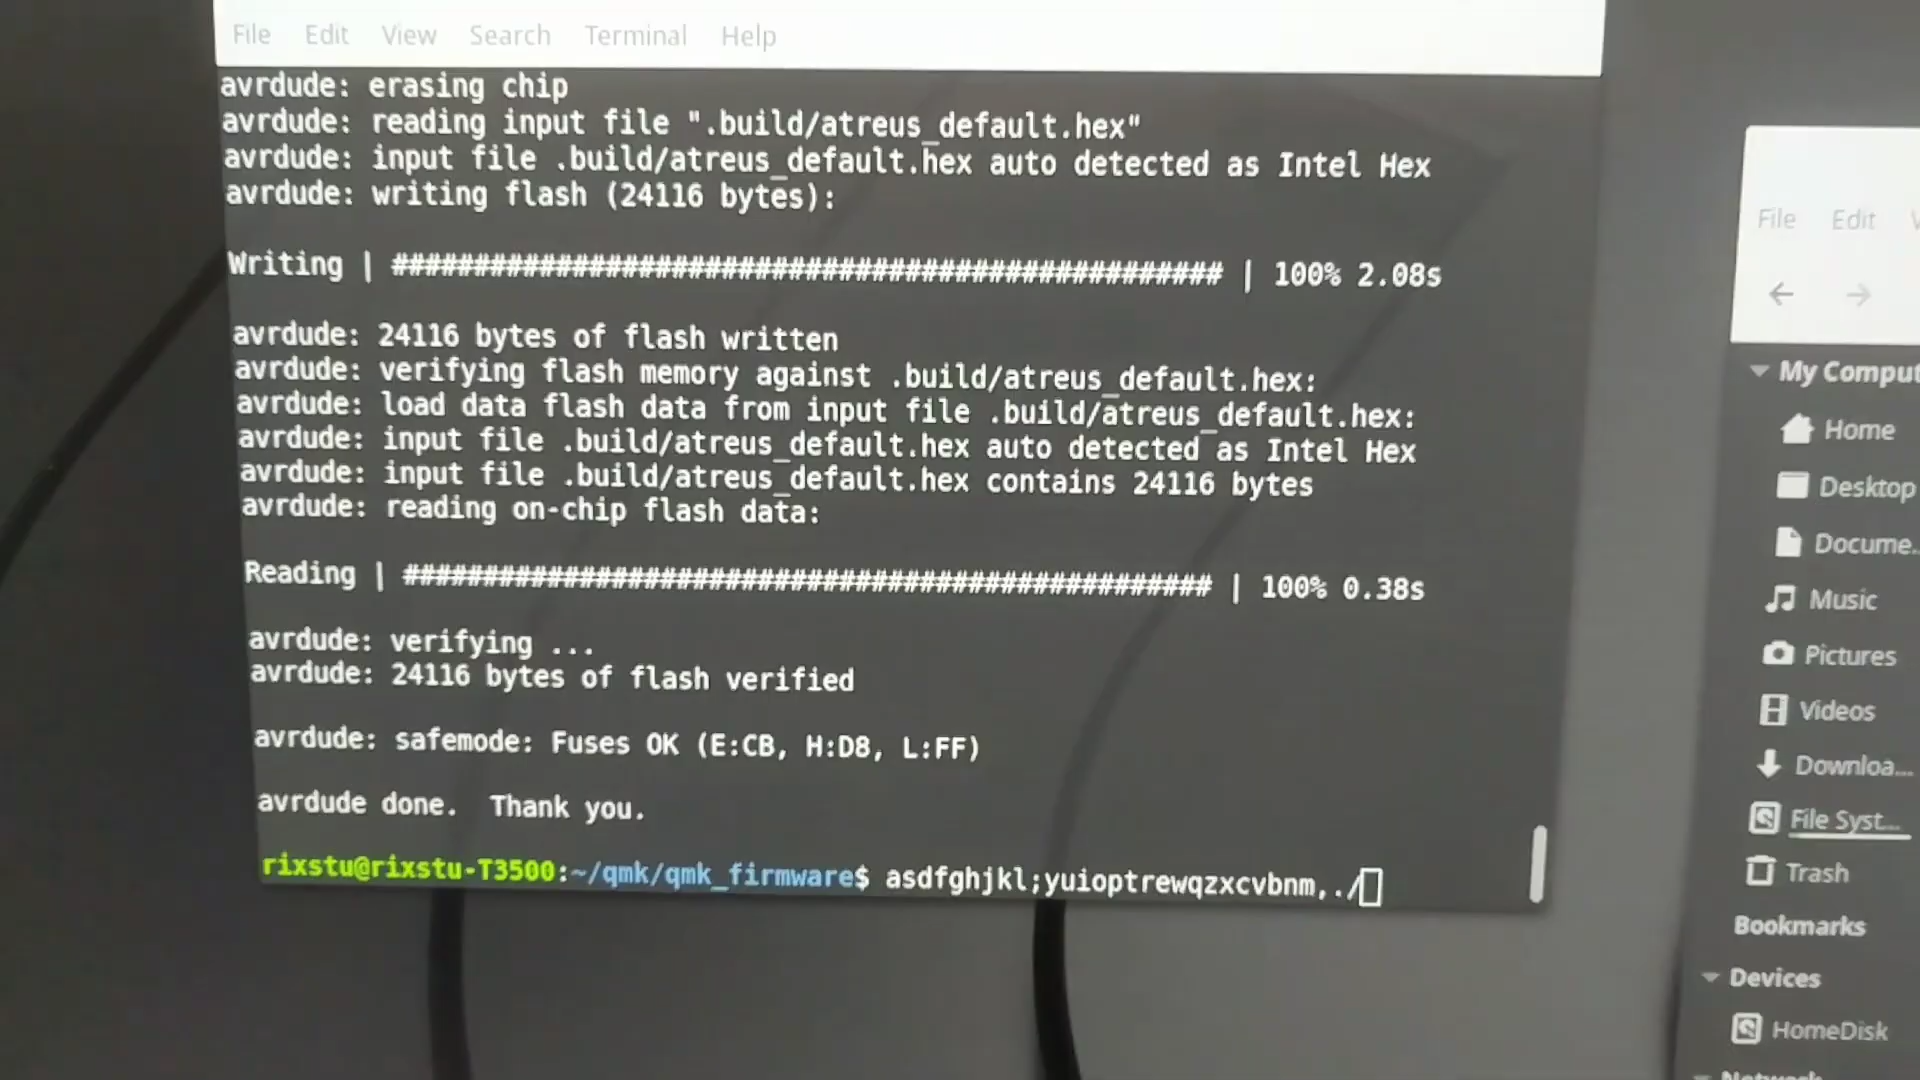 File Edit View Search Terminal Help
avrdude: erasing chip
avrdude: reading input file ".build/atreus_default.hex"
avrdude: input file .build/atreus_default.hex auto detected as Intel Hex
avrdude: writing flash (24116 bytes):
Writing | ################################################## | 100% 2.08s
avrdude: 24116 bytes of flash written
avrdude: verifying flash memory against .build/atreus_default.hex:
avrdude: load data flash data from input file .build/atreus_default.hex:
avrdude: input file .build/atreus_default.hex auto detected as Intel Hex
avrdude: input file .build/atreus_default.hex contains 24116 bytes
avrdude: reading on-chip flash data:
Reading | ################################################## | 100% 0.38s
avrdude: verifying ...
avrdude: 24116 bytes of flash verified
avrdude: safemode: Fuses OK (E:CB, H:D8, L:FF)
avrdude done.  Thank you.
rixstu@rixstu-T3500:~/qmk/qmk_firmware$ asdfghjkl;yuioptrewqzxcvbnm,./
File Edit
My Comput
Home
Desktop
Docume...
Music
Pictures
Videos
Downloa...
File Syst...
Trash
Bookmarks
Devices
HomeDisk